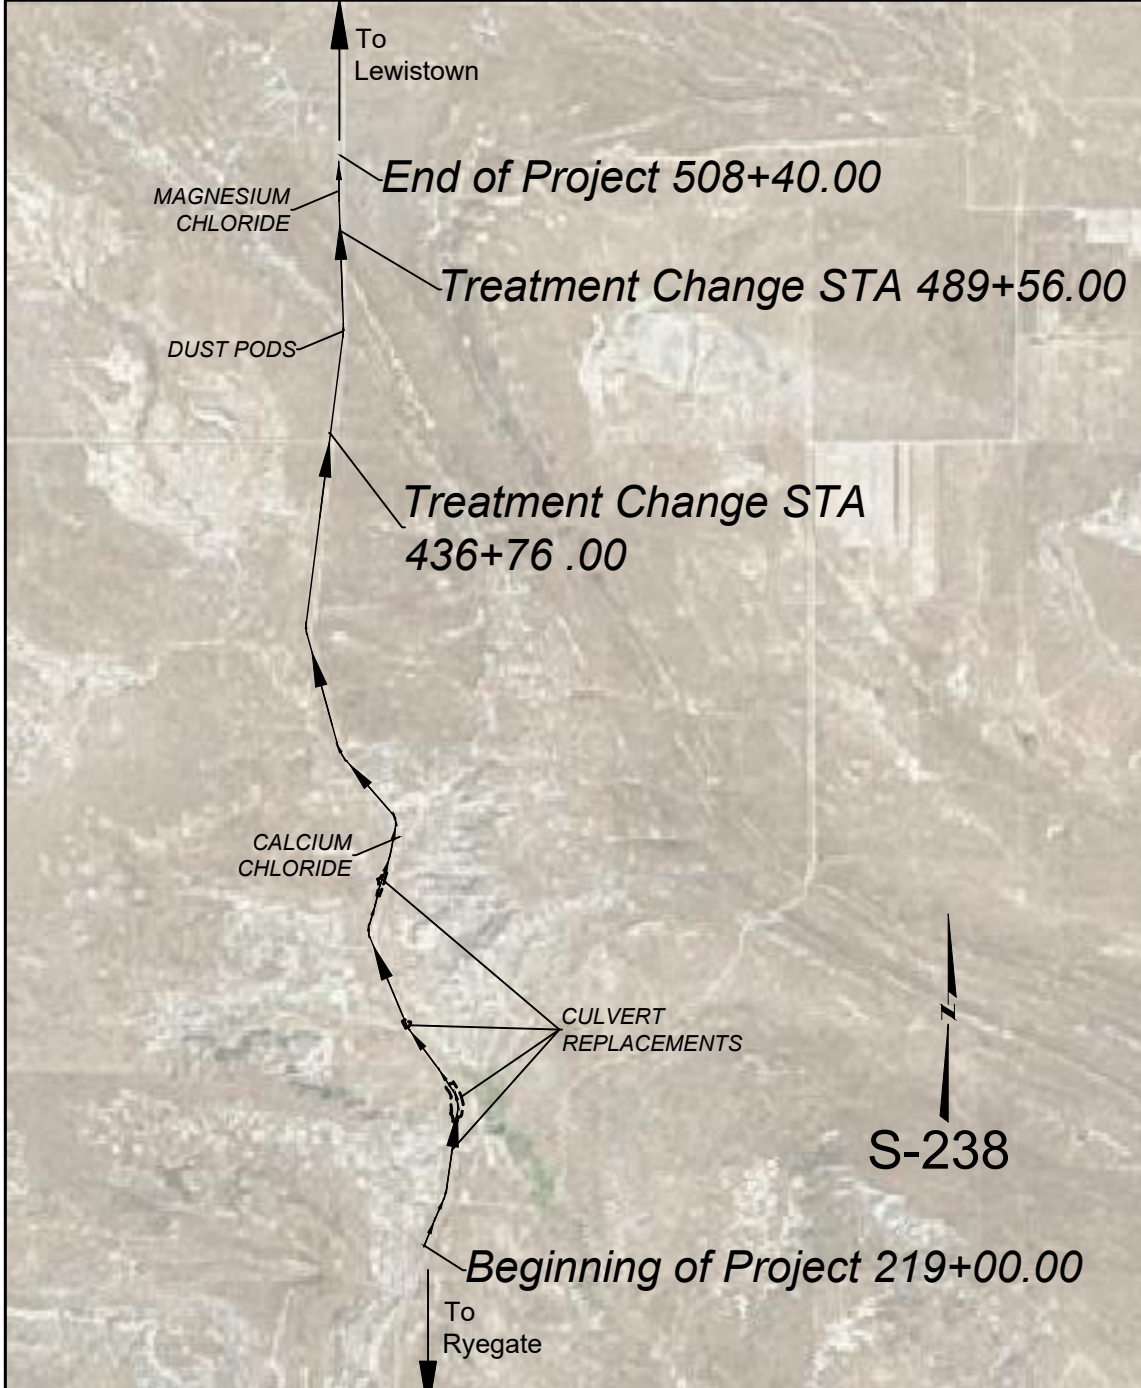 To
Lewistown
End of Project 508+40.00
MAGNESIUM
CHLORIDE
Treatment Change STA 489+56.00
DUST PODS
Treatment Change STA
436+76 .00
CALCIUM
CHLORIDE
CULVERT
REPLACEMENTS
N
S-238
Beginning of Project 219+00.00
To
Ryegate